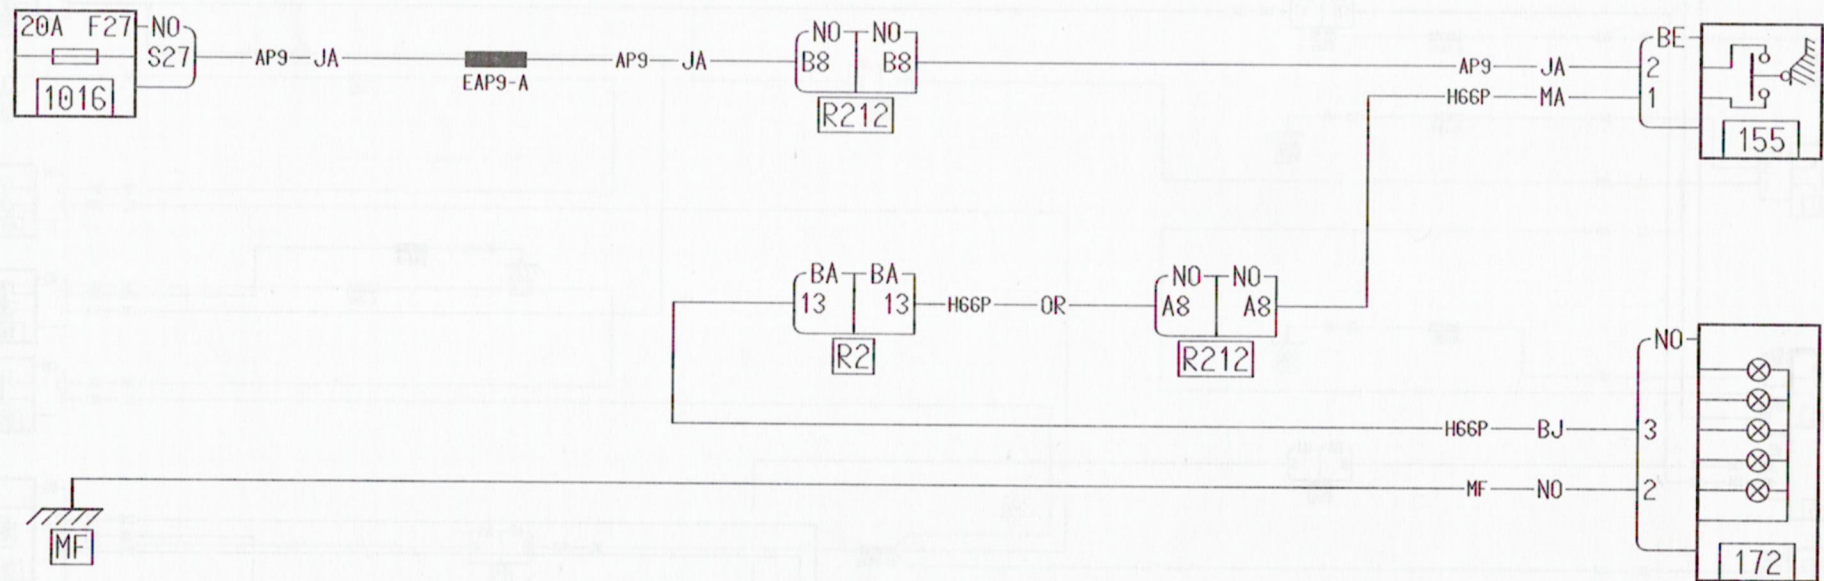 20A F27 NO
S27
1016
AP9 JA
EAP9-A
AP9 JA
NO NO
B8 B8
R212
AP9 JA
H66P MA
BE
2
1
155
BA BA
13 13
R2
H66P OR
NO NO
A8 A8
R212
NO
H66P BJ 3
MF NO 2
172
MF